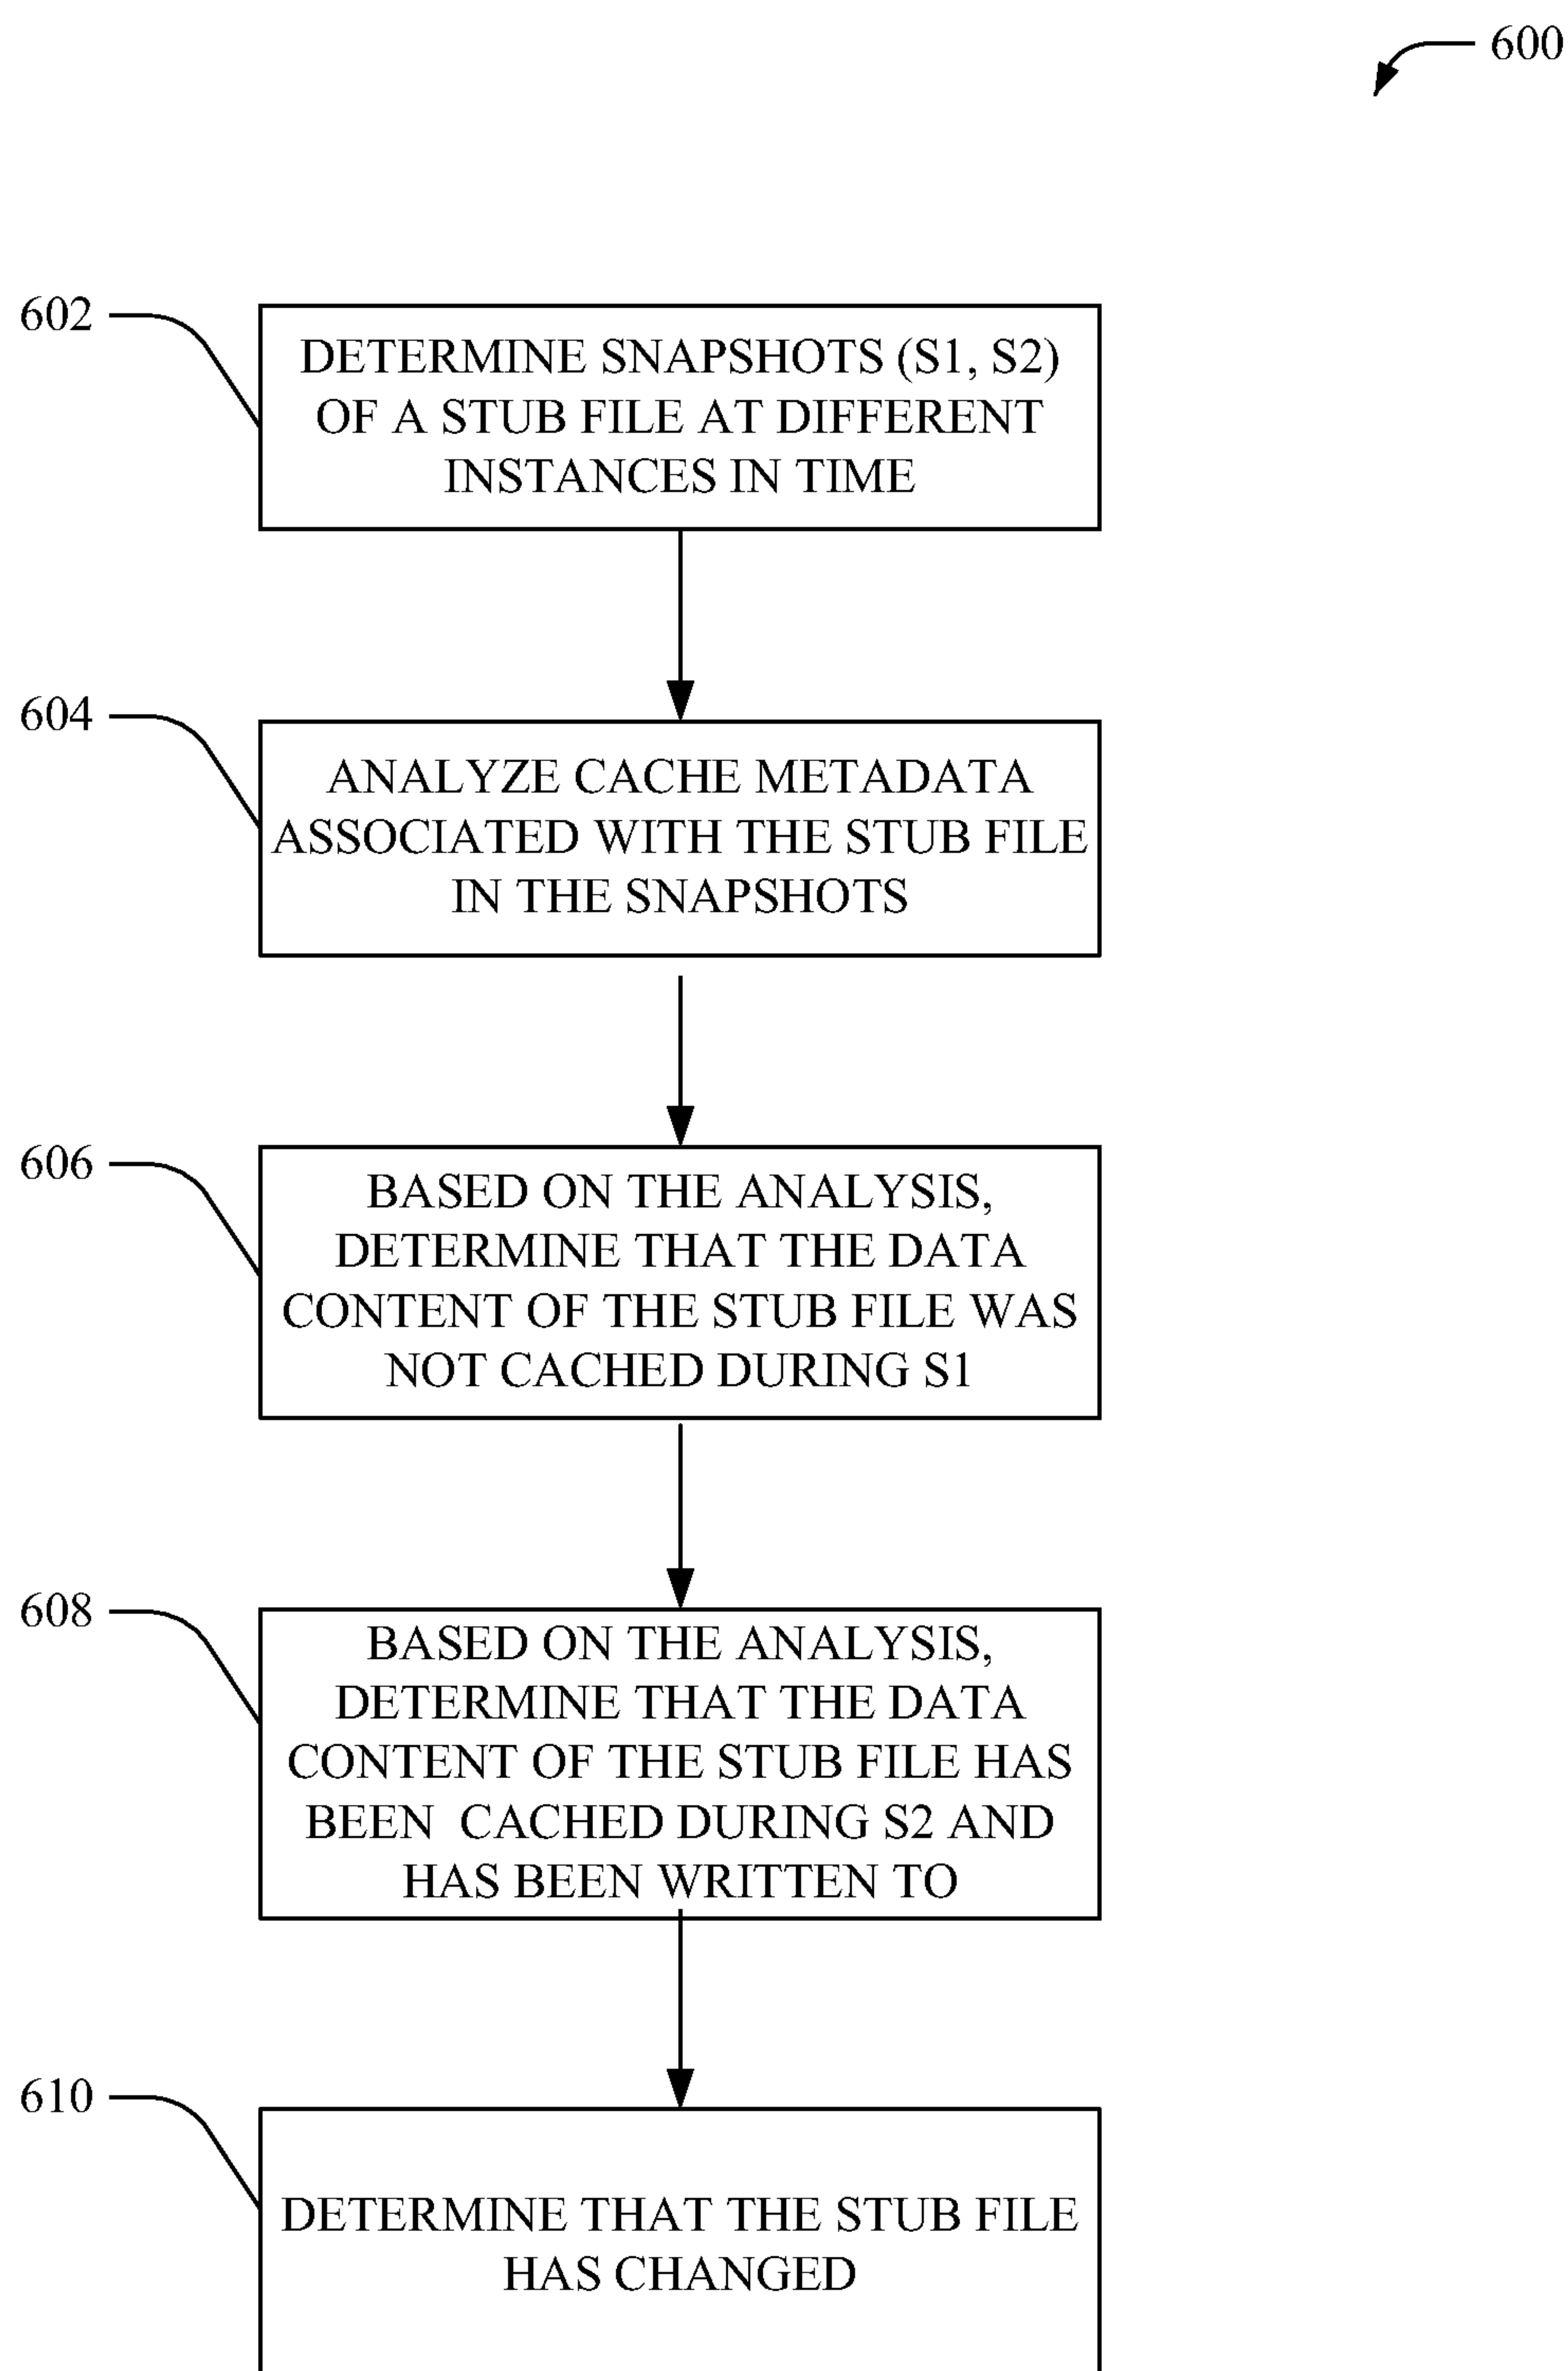 600
602
DETERMINE SNAPSHOTS (S1, S2)
OF A STUB FILE AT DIFFERENT
INSTANCES IN TIME
604
ANALYZE CACHE METADATA
ASSOCIATED WITH THE STUB FILE
IN THE SNAPSHOTS
606
BASED ON THE ANALYSIS,
DETERMINE THAT THE DATA
CONTENT OF THE STUB FILE WAS
NOT CACHED DURING S1
608
BASED ON THE ANALYSIS,
DETERMINE THAT THE DATA
CONTENT OF THE STUB FILE HAS
BEEN CACHED DURING S2 AND
HAS BEEN WRITTEN TO
610
DETERMINE THAT THE STUB FILE
HAS CHANGED